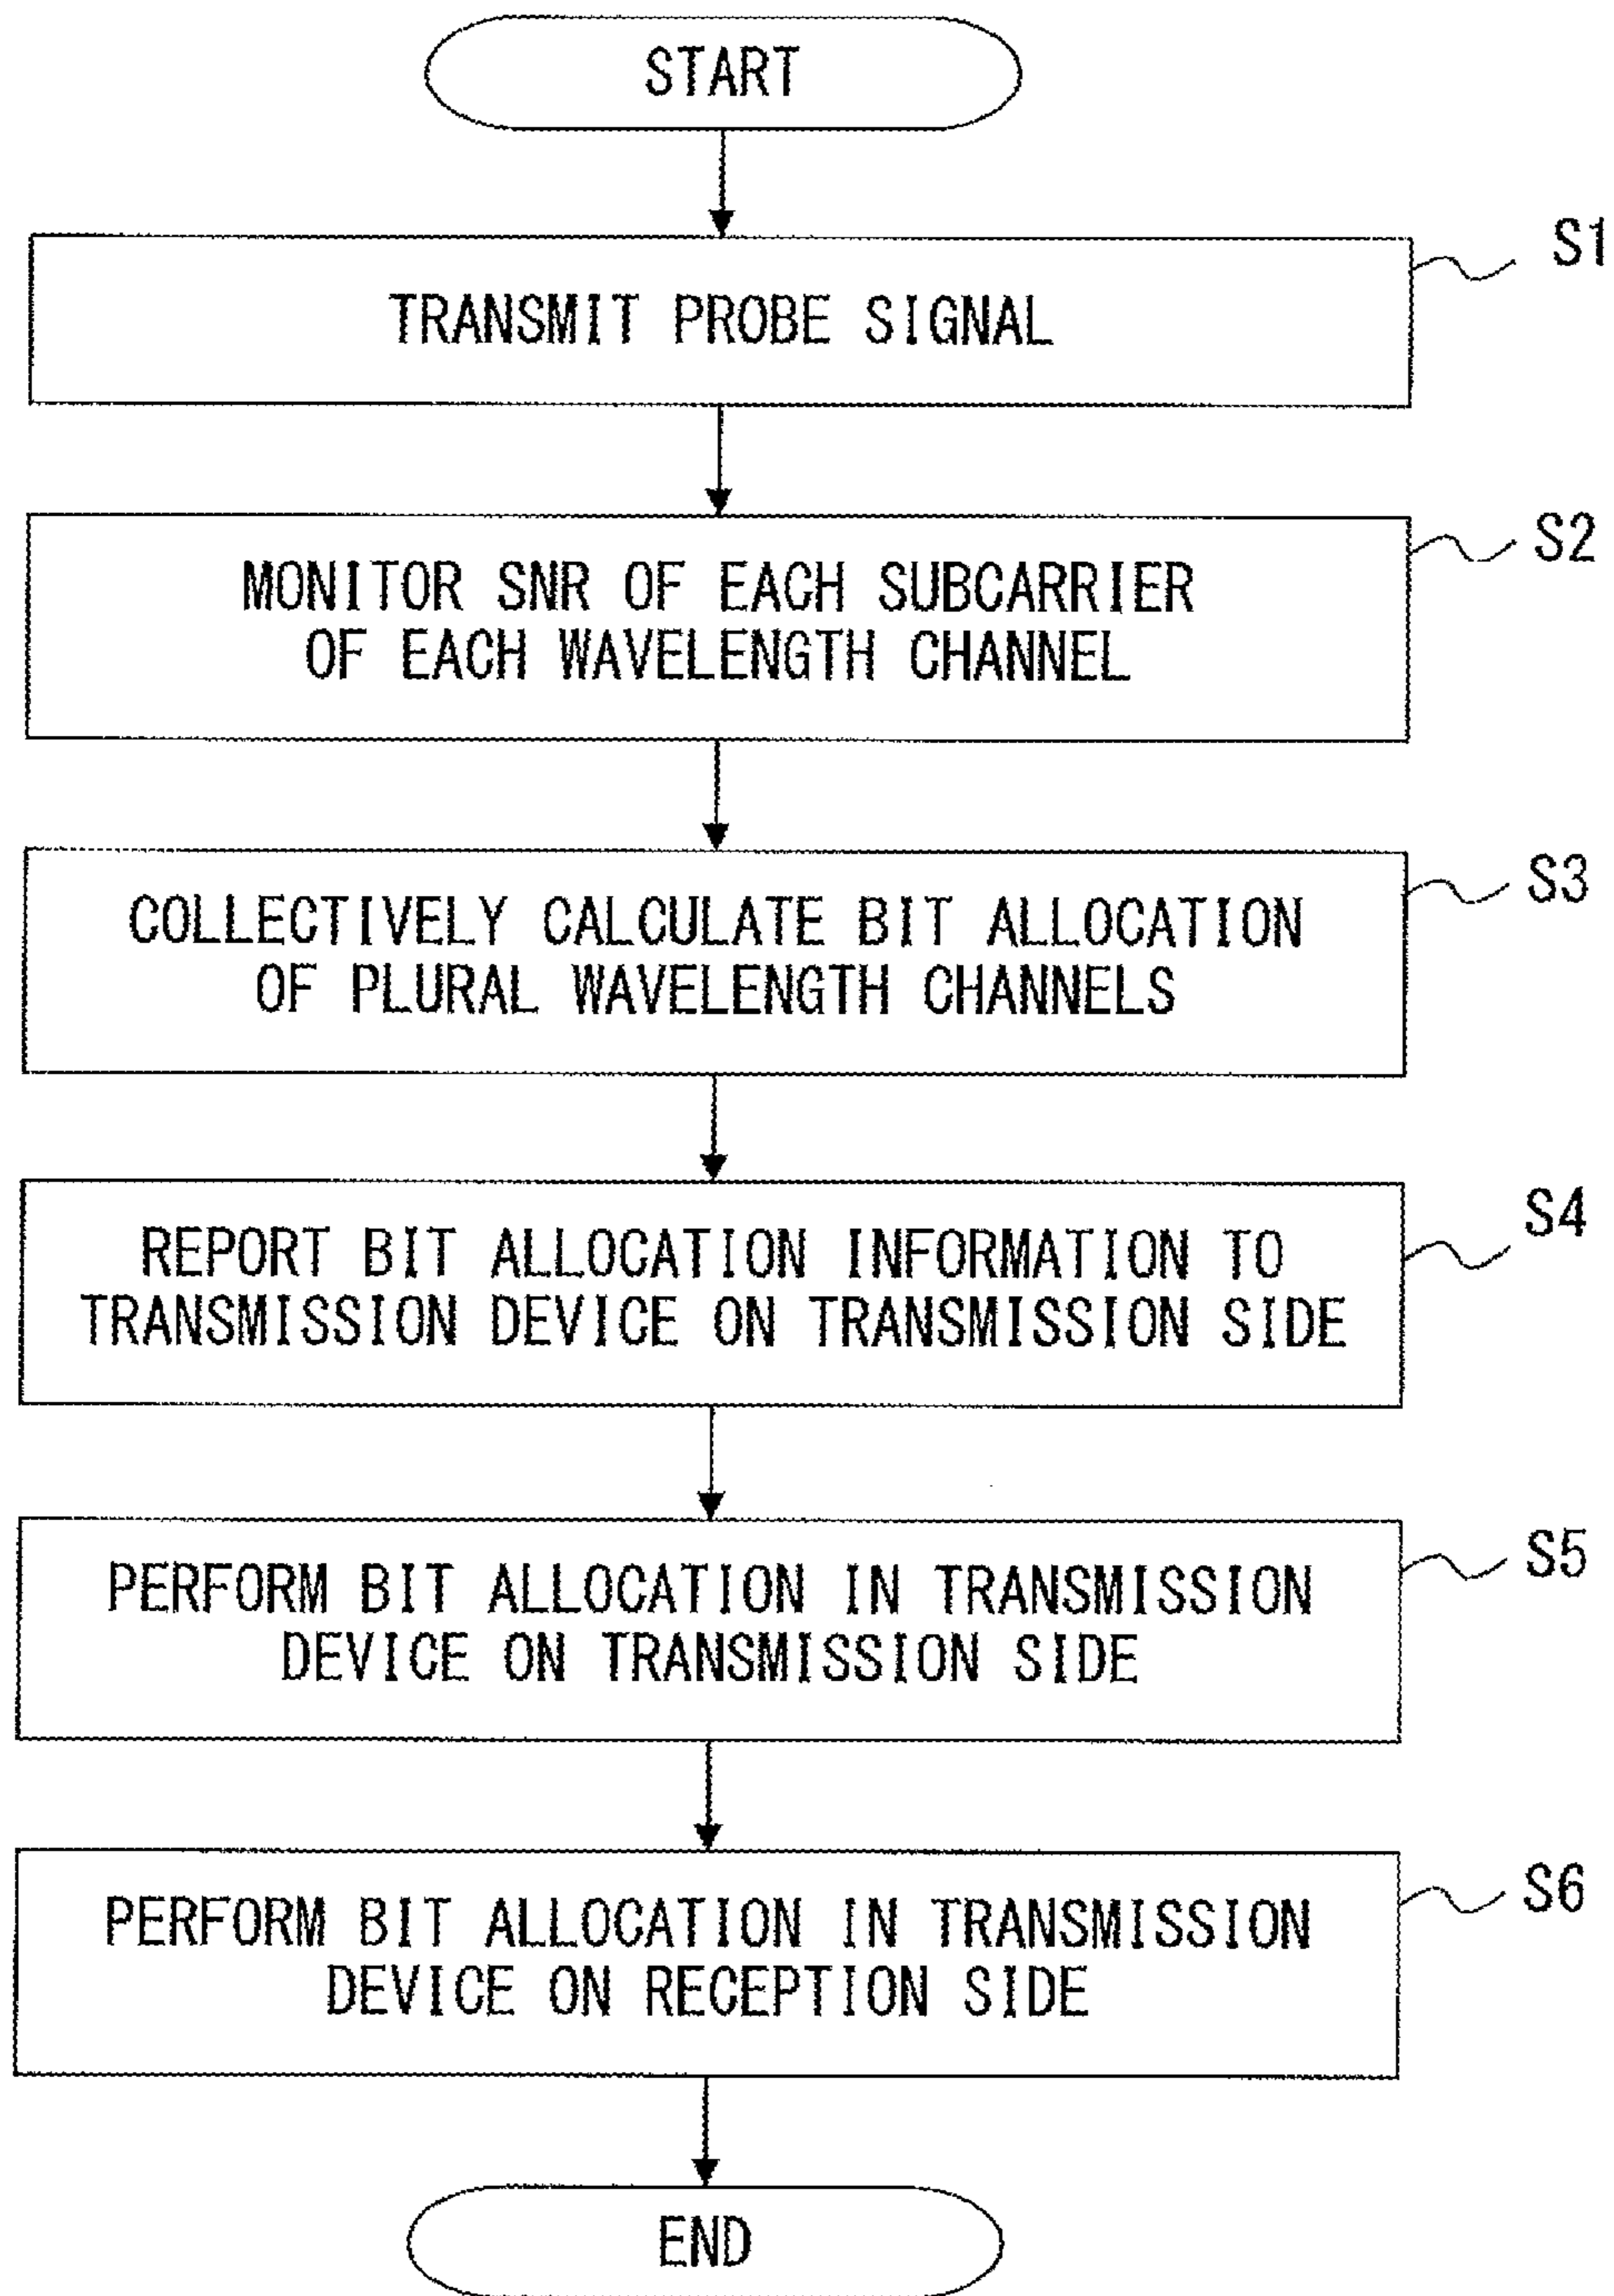 START
S1
TRANSMIT PROBE SIGNAL
S2
MONITOR SNR OF EACH SUBCARRIER
OF EACH WAVELENGTH CHANNEL
S3
COLLECTIVELY CALCULATE BIT ALLOCATION
OF PLURAL WAVELENGTH CHANNELS
S4
REPORT BIT ALLOCATION INFORMATION TO
TRANSMISSION DEVICE ON TRANSMISSION SIDE
S5
PERFORM BIT ALLOCATION IN TRANSMISSION
DEVICE ON TRANSMISSION SIDE
S6
PERFORM BIT ALLOCATION IN TRANSMISSION
DEVICE ON RECEPTION SIDE
END